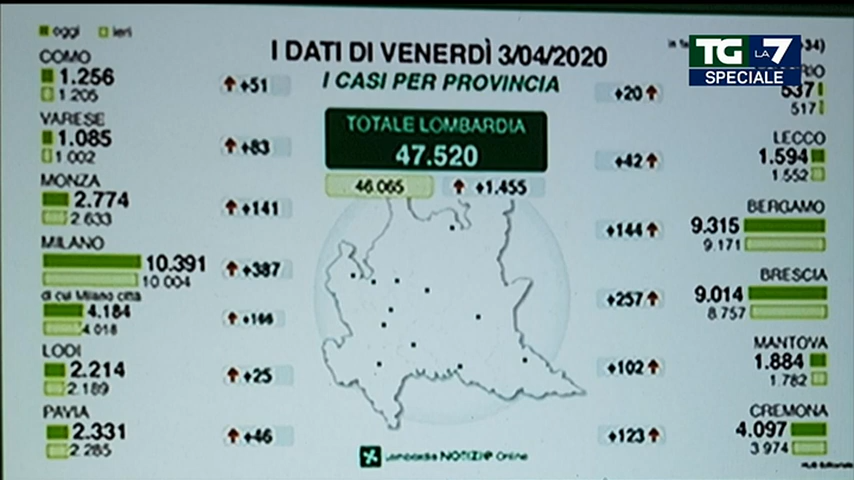 oggi ieri
I DATI DI VENERDÌ 3/04/2020
I CASI PER PROVINCIA
TG LA7
SPECIALE
TOTALE LOMBARDIA
47.520
46.065 +1.455
COMO
1.256 +51
1.205
VARESE
1.085 +83
1.002
MONZA
2.774 +141
2.633
MILANO
10.391 +387
10.004
di cui Milano città
4.184 +166
4.018
LODI
2.214 +25
2.189
PAVIA
2.331 +46
2.285
+20 537
517
LECCO
+42 1.594
1.552
BERGAMO
+144 9.315
9.171
BRESCIA
+257 9.014
8.757
MANTOVA
+102 1.884
1.782
CREMONA
+123 4.097
3.974
Lombardia NOTIZIE Online